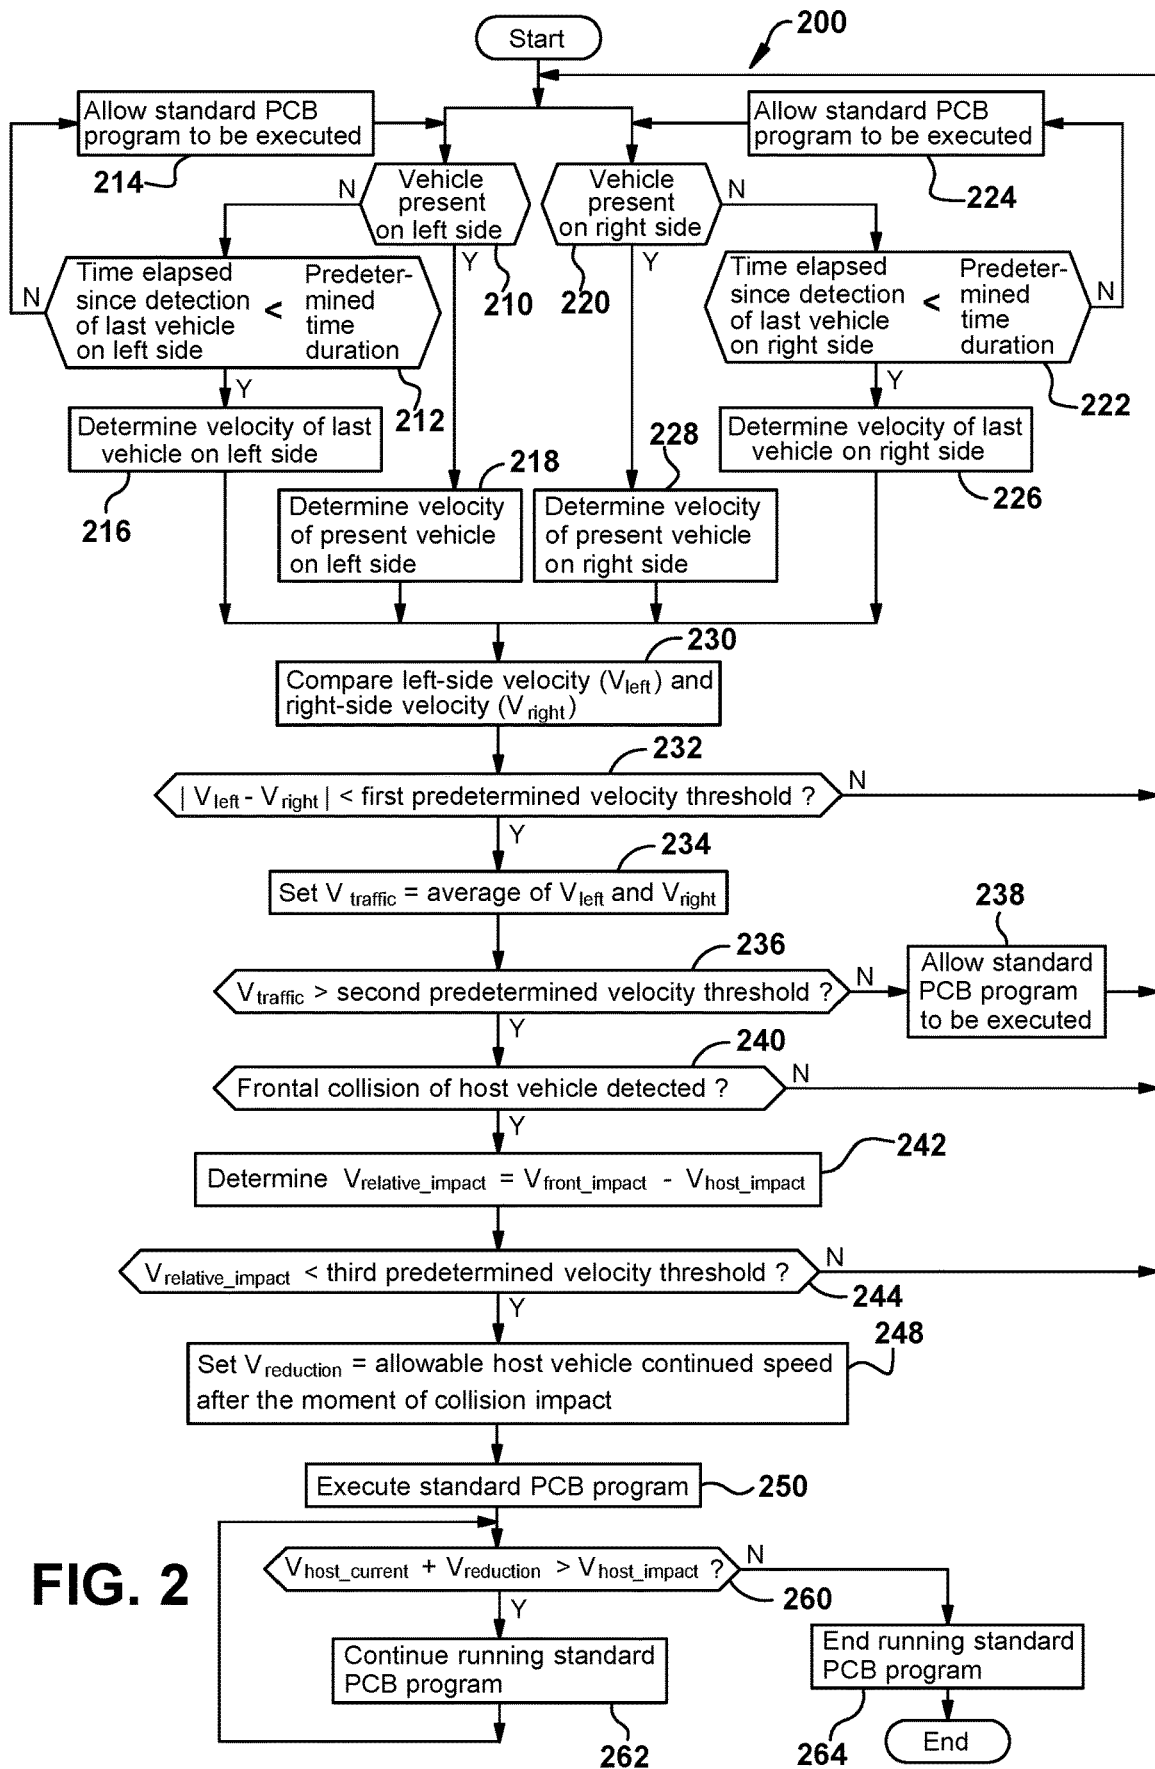 Start
200
Allow standard PCB
program to be executed
214
Allow standard PCB
program to be executed
224
N
Vehicle
present
on left side
Y
210
Vehicle
present
on right side
N
Y
220
N
Time elapsed
since detection
of last vehicle
on left side
<
Predeter-
mined
time
duration
Y
212
Time elapsed
since detection
of last vehicle
on right side
<
Predeter-
mined
time
duration
N
Y
222
Determine velocity of last
vehicle on left side
216
218
Determine velocity
of present vehicle
on left side
228
Determine velocity
of present vehicle
on right side
Determine velocity of last
vehicle on right side
226
230
Compare left-side velocity (Vleft) and
right-side velocity (Vright)
232
| Vleft - Vright | < first predetermined velocity threshold ?
N
Y
234
Set V traffic = average of Vleft and Vright
236
Vtraffic > second predetermined velocity threshold ?
N
Y
238
Allow standard
PCB program
to be executed
240
Frontal collision of host vehicle detected ?
N
Y
242
Determine Vrelative_impact = Vfront_impact - Vhost_impact
Vrelative_impact < third predetermined velocity threshold ?
N
244
Y
248
Set Vreduction = allowable host vehicle continued speed
after the moment of collision impact
Execute standard PCB program
250
FIG. 2
Vhost_current + Vreduction > Vhost_impact ?
N
260
Y
Continue running standard
PCB program
262
End running standard
PCB program
264
End